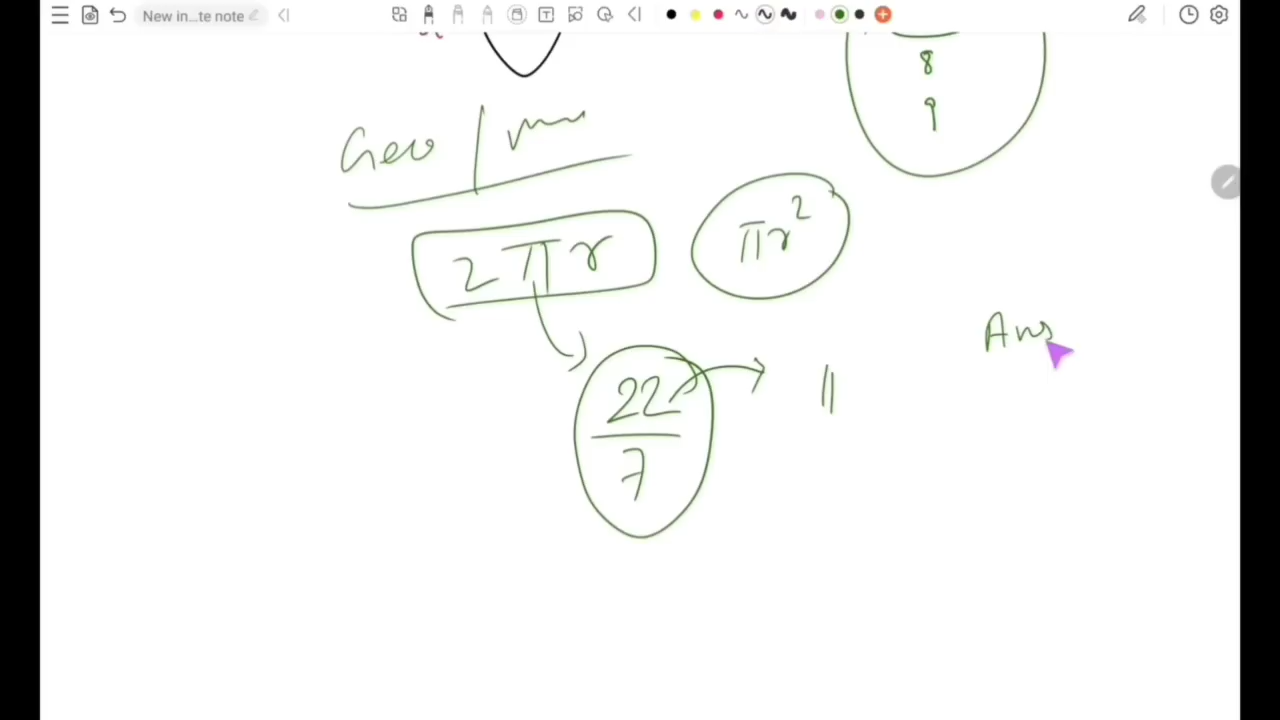 New in...te note
8
9
Geo /
2πr
πr²
Ans
22
11
7